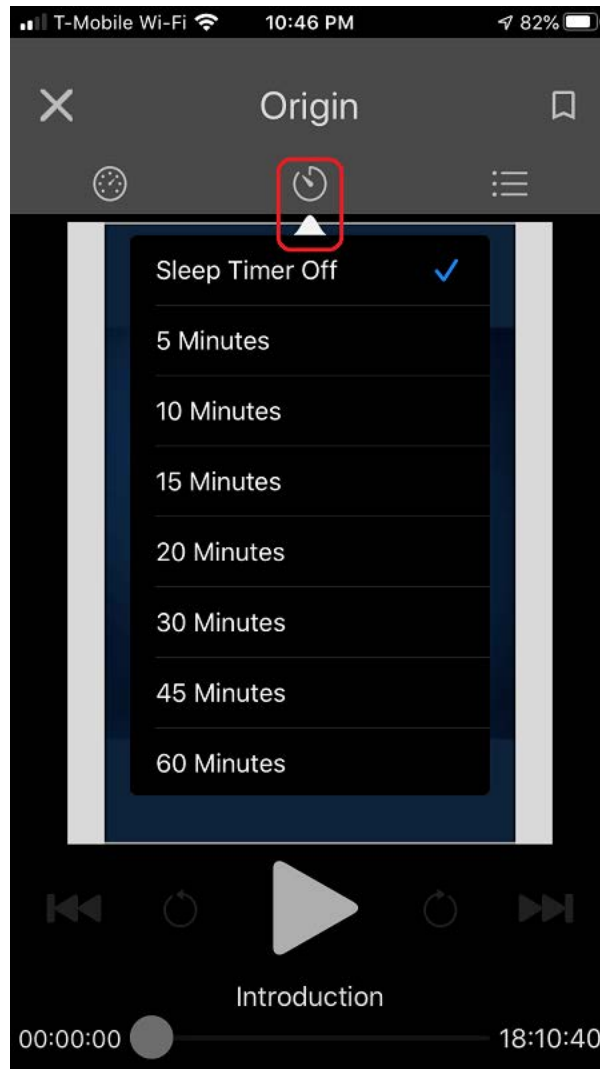 T-Mobile Wi-Fi 10:46 PM 82%
Origin
Sleep Timer Off
5 Minutes
10 Minutes
15 Minutes
20 Minutes
30 Minutes
45 Minutes
60 Minutes
Introduction
00:00:00 18:10:40